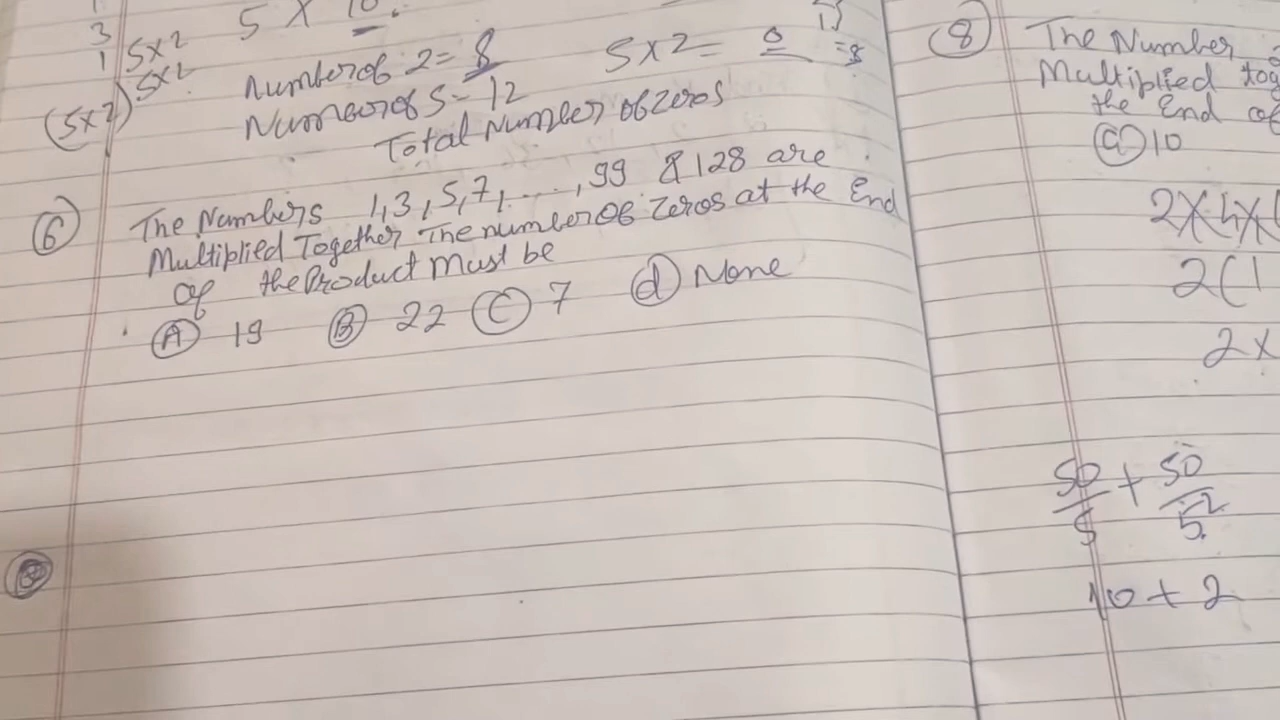 3
1
5 X 10.
5x2
5x2
(5x2)
Number of 2 = 8
Numer of 5 - 12
5 x 2 =
= 8
Total Number of Zeros
6 The Numbers 1,3,5,7,....,99 & 128 are
Multiplied Together The number of Zeros at the End
of the Product Must be
A 19 B 22 C 7 d None
8 The Number
Multiplied tog
the End of
a 10
2X4X
2(1
2x
50/5 + 50/5²
10 + 2